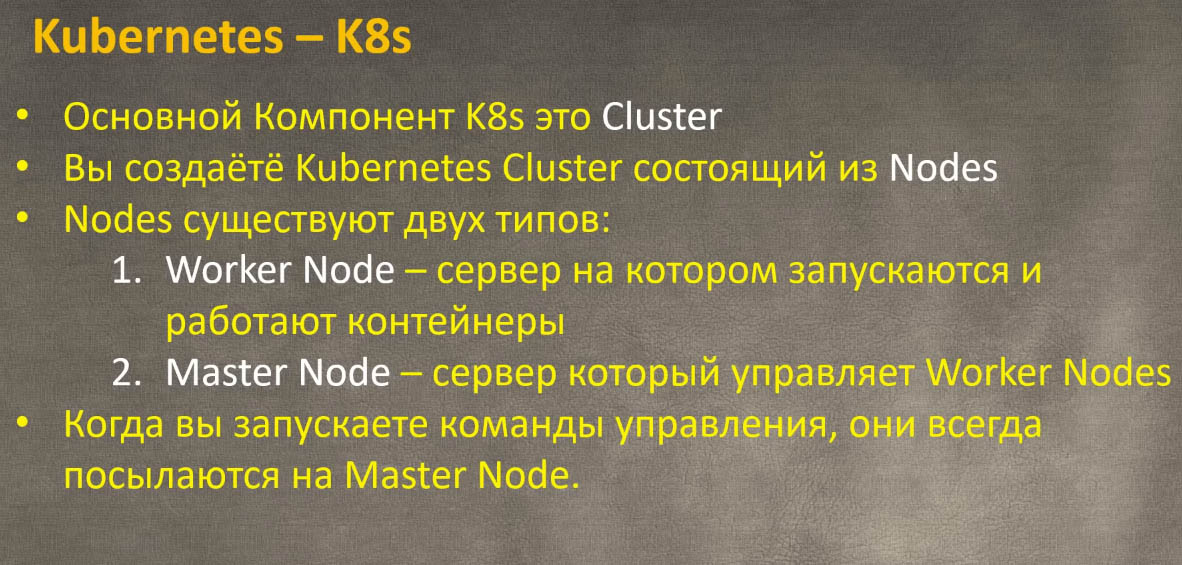 Kubernetes – K8s
• Основной Компонент K8s это Cluster
• Вы создаётё Kubernetes Cluster состоящий из Nodes
• Nodes существуют двух типов:
1. Worker Node – сервер на котором запускаются и
работают контейнеры
2. Master Node – сервер который управляет Worker Nodes
• Когда вы запускаете команды управления, они всегда
посылаются на Master Node.